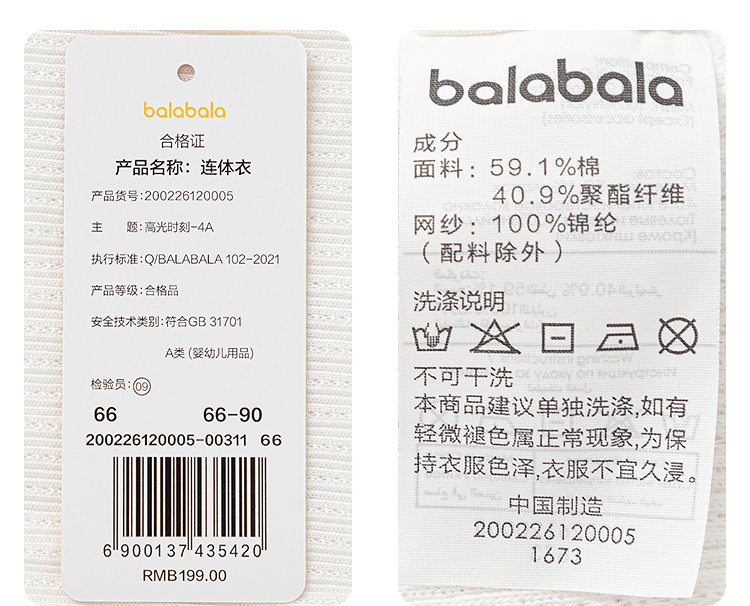 balabala
合格证
产品名称：连体衣
产品货号:200226120005
主 题:高光时刻-4A
执行标准:Q/BALABALA 102-2021
产品等级:合格品
安全技术类别:符合GB 31701
A类 (婴幼儿用品)
检验员:09
66 66-90
200226120005-00311 66
6 900137 435420
RMB199.00
balabala
成分
面料: 59.1%棉
40.9%聚酯纤维
网纱: 100%锦纶
(配料除外)
洗涤说明
不可干洗
本商品建议单独洗涤,如有
轻微褪色属正常现象,为保
持衣服色泽,衣服不宜久浸。
中国制造
200226120005
1673